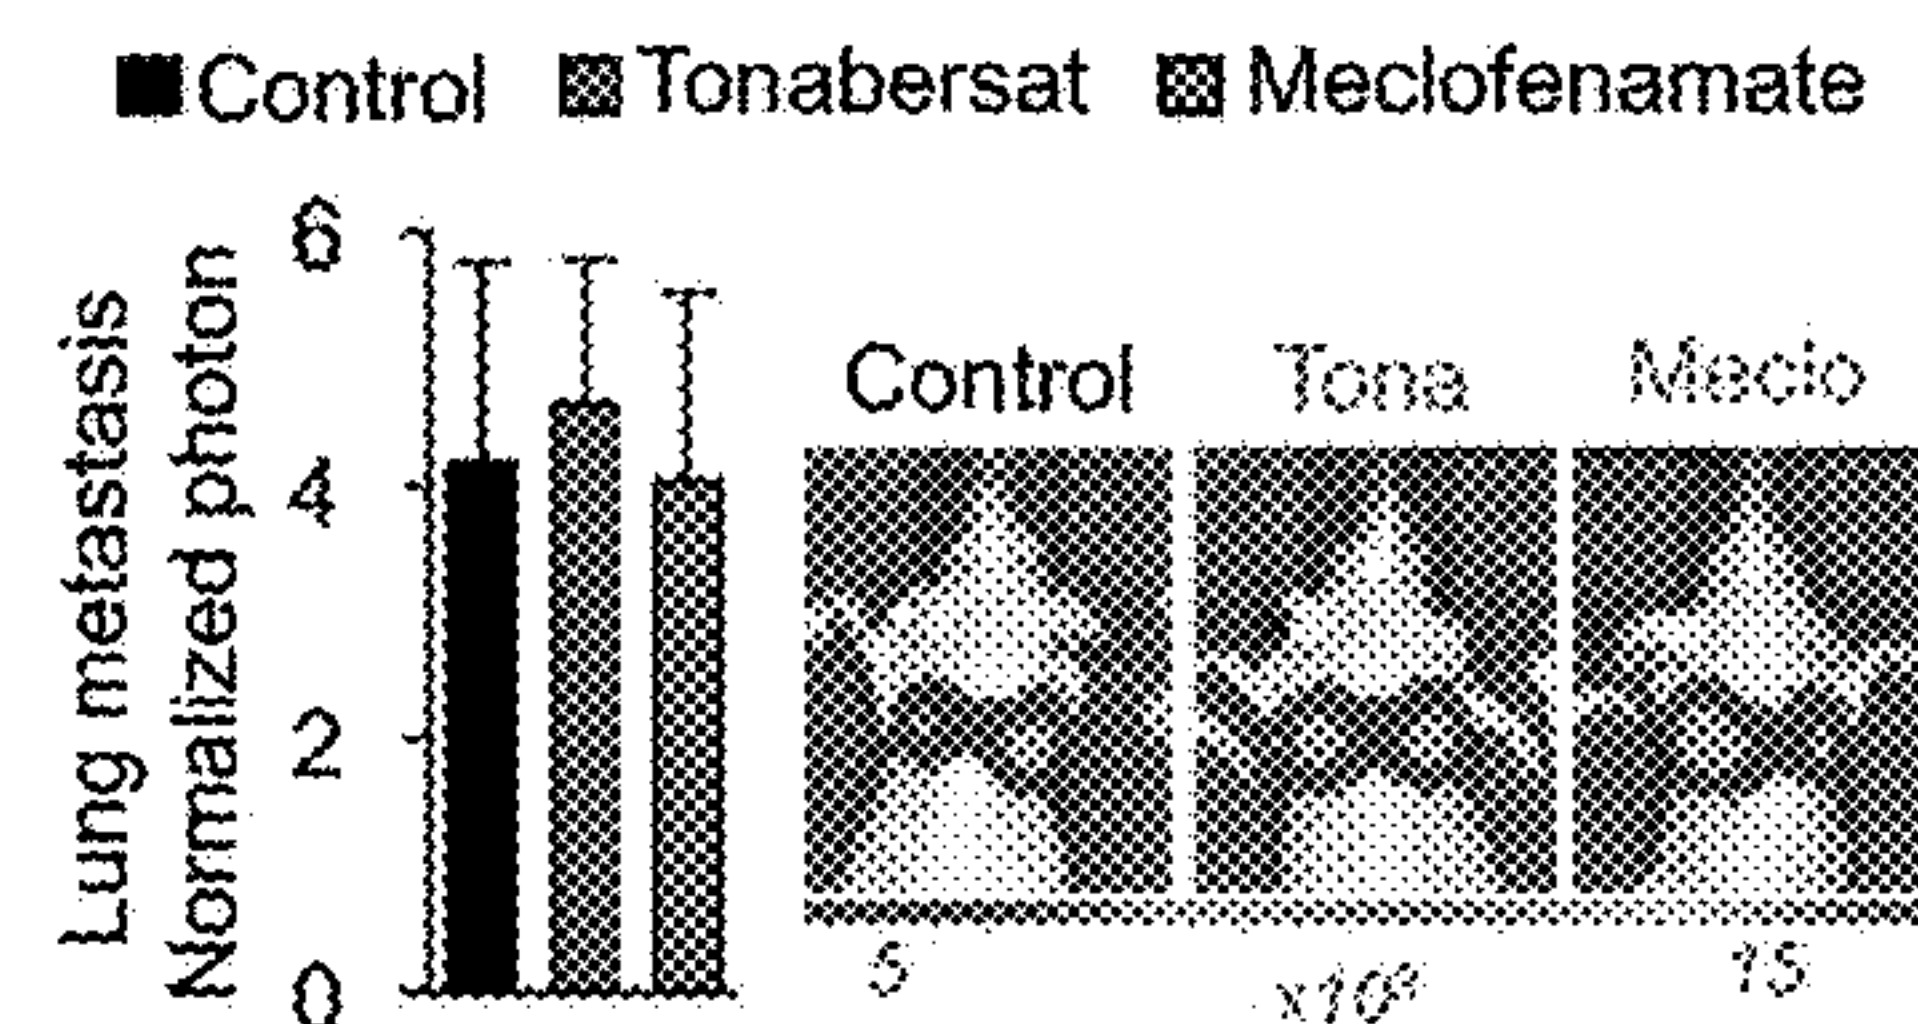 Control Tonabersat Meclofenamate
Lung metastasis
Normalized photon
6
4
2
0
Control Tona Meclo
5 15